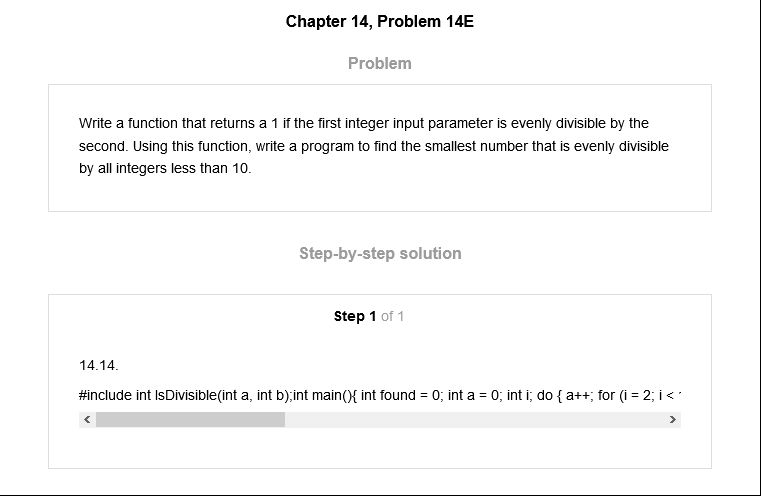 Chapter 14, Problem 14E
Problem
Write a function that returns a 1 if the first integer input parameter is evenly divisible by the
second. Using this function, write a program to find the smallest number that is evenly divisible
by all integers less than 10.
Step-by-step solution
Step 1 of 1
14.14.
#include int IsDivisible(int a, int b);int main(){ int found = 0; int a = 0; int i; do { a++; for (i = 2; i <